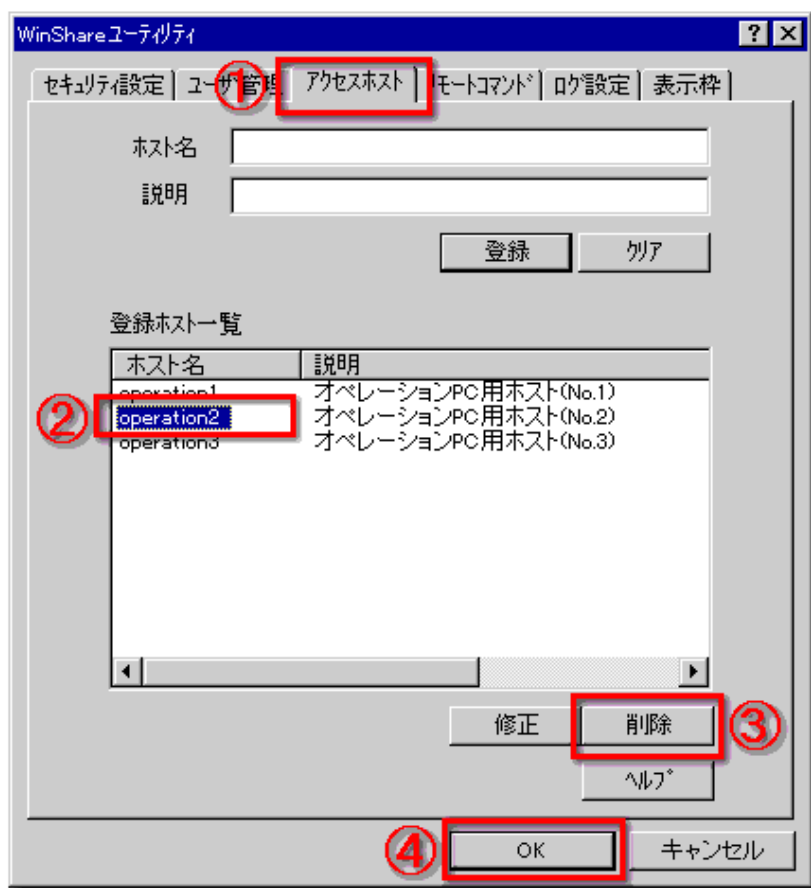 WinShareユーティリティ
①
セキュリティ設定 ユーザ管理 アクセスホスト リモートコマンド ログ設定 表示枠
ホスト名
説明
登録 クリア
登録ホスト一覧
ホスト名 説明
operation1 オペレーションPC用ホスト(No.1)
② operation2 オペレーションPC用ホスト(No.2)
operation3 オペレーションPC用ホスト(No.3)
修正 削除 ③
ヘルプ
④ OK キャンセル